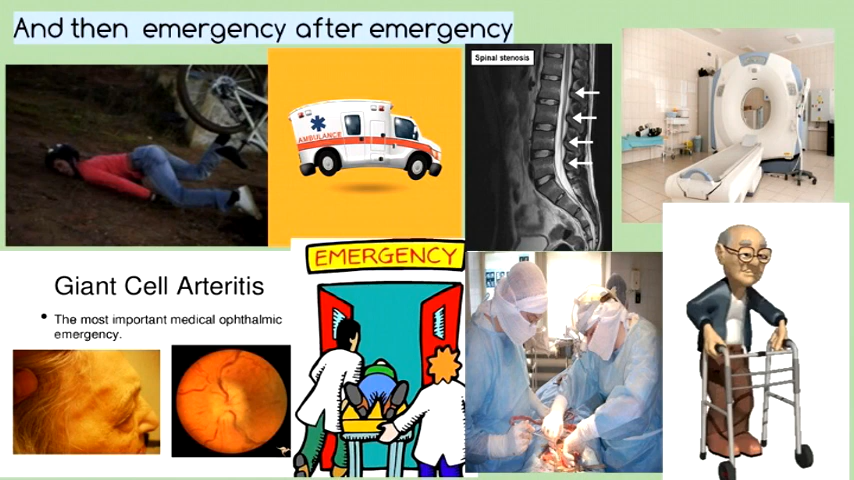 And then emergency after emergency
Spinal stenosis
AMBULANCE
Giant Cell Arteritis
• The most important medical ophthalmic
emergency.
EMERGENCY